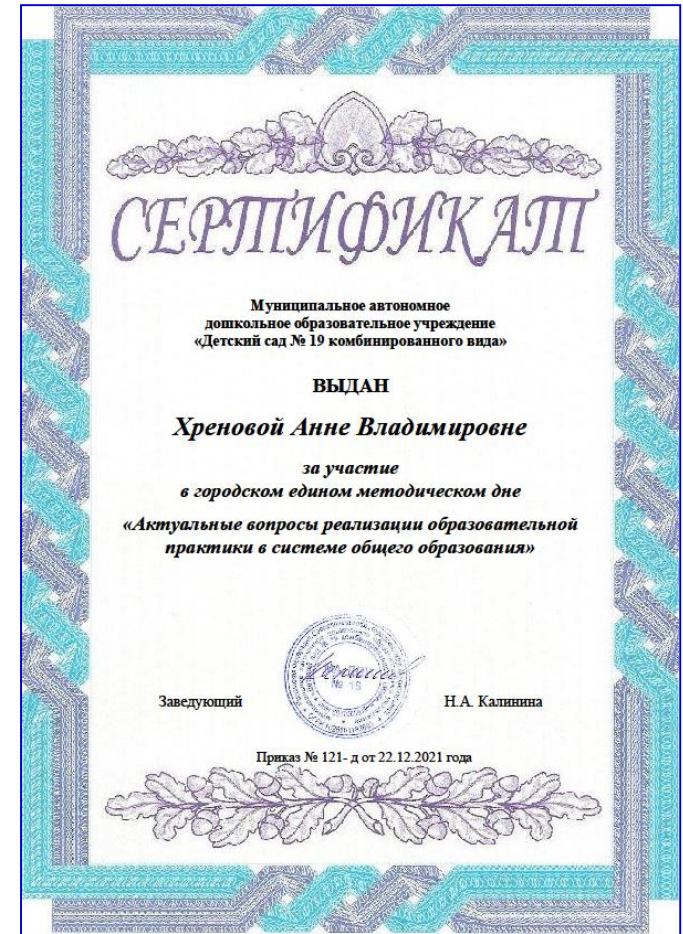 СЕРТИФИКАТ
Муниципальное автономное
дошкольное образовательное учреждение
«Детский сад № 19 комбинированного вида»
ВЫДАН
Хреновой Анне Владимировне
за участие
в городском едином методическом дне
«Актуальные вопросы реализации образовательной
практики в системе общего образования»
№ 19
Заведующий Н.А. Калинина
Приказ № 121- д от 22.12.2021 года